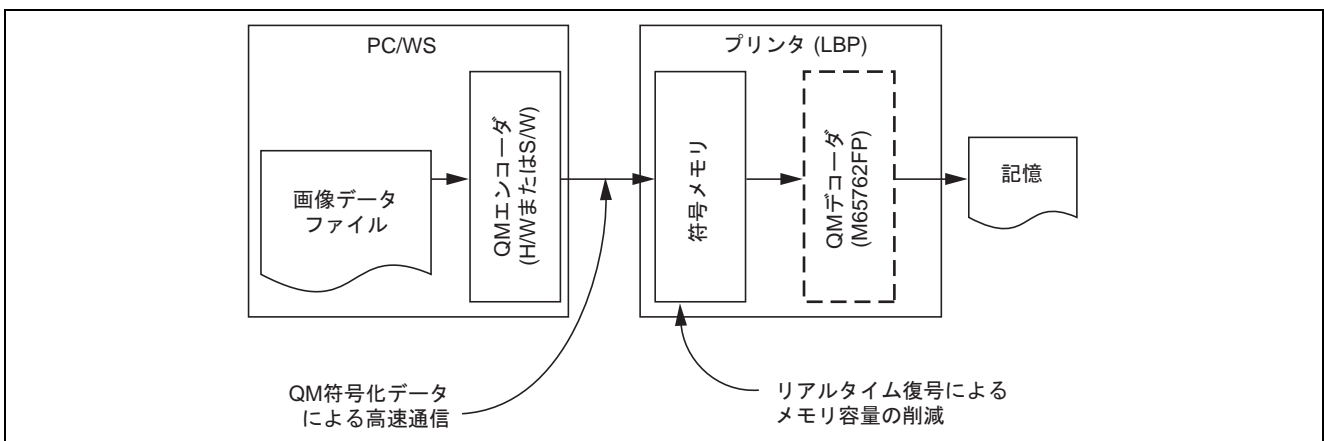 PC/WS
画像データ
ファイル
QMエンコーダ
(H/WまたはS/W)
プリンタ (LBP)
符号メモリ
QMデコーダ
(M65762FP)
記憶
QM符号化データ
による高速通信
リアルタイム復号による
メモリ容量の削減